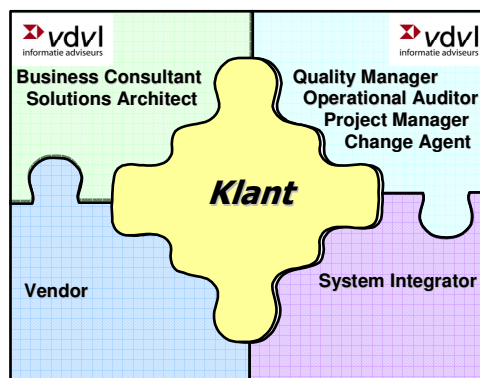 vdvl
informatie adviseurs
Business Consultant
Solutions Architect
vdvl
informatie adviseurs
Quality Manager
Operational Auditor
Project Manager
Change Agent
Klant
Vendor
System Integrator